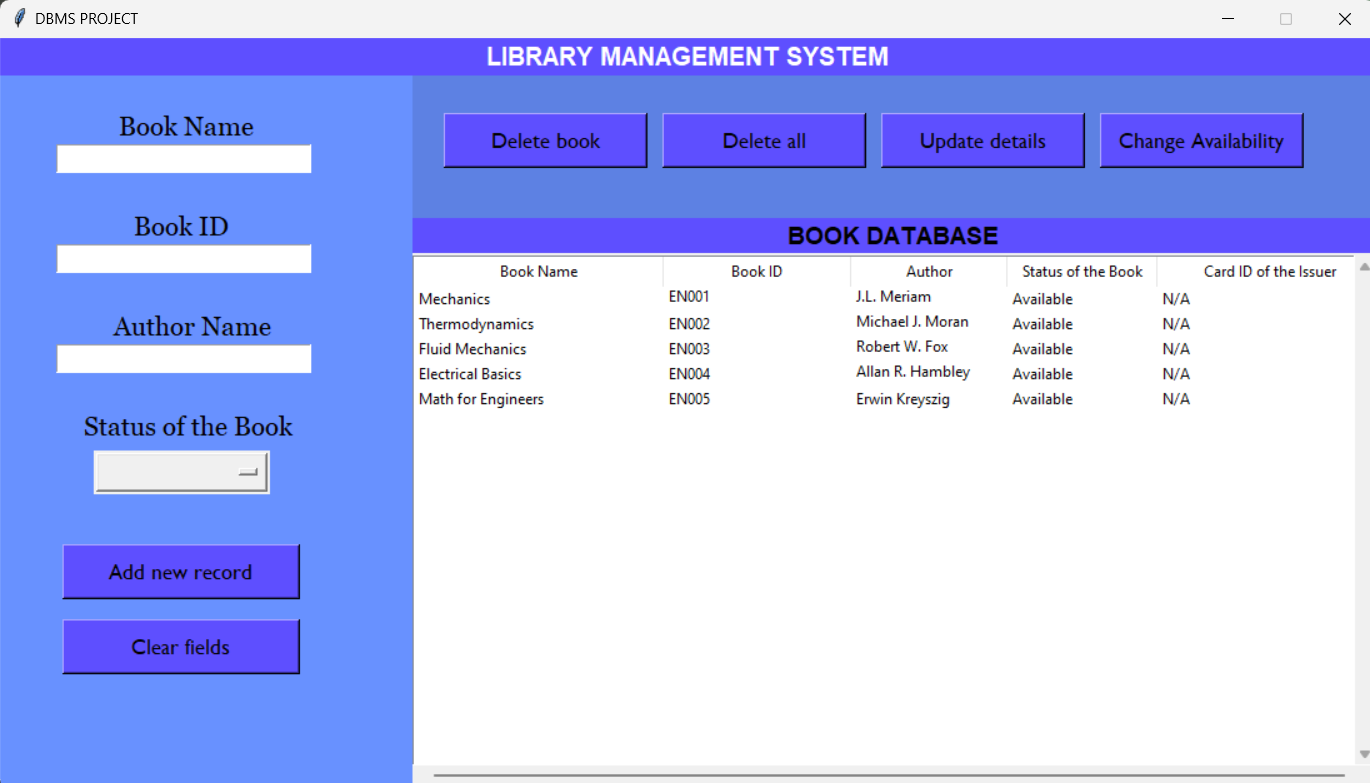 DBMS PROJECT
LIBRARY MANAGEMENT SYSTEM
Book Name
Book ID
Author Name
Status of the Book
Add new record
Clear fields
Delete book Delete all Update details Change Availability
BOOK DATABASE
Book Name Book ID Author Status of the Book Card ID of the Issuer
Mechanics EN001 J.L. Meriam Available N/A
Thermodynamics EN002 Michael J. Moran Available N/A
Fluid Mechanics EN003 Robert W. Fox Available N/A
Electrical Basics EN004 Allan R. Hambley Available N/A
Math for Engineers EN005 Erwin Kreyszig Available N/A